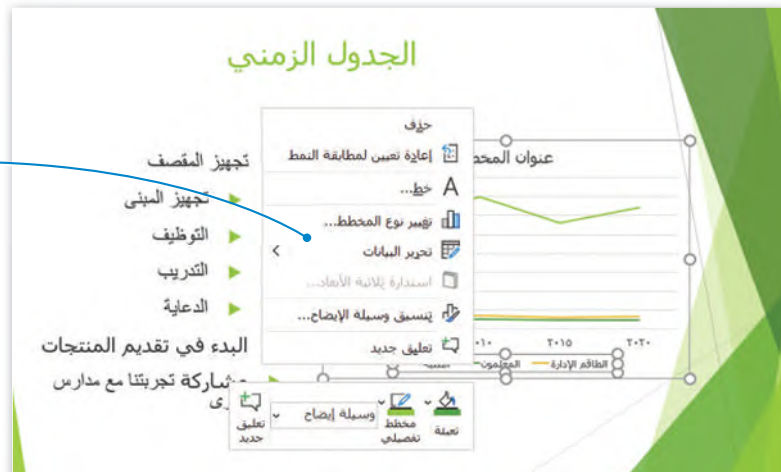 الجدول الزمني
تجهيز المقصف
تجهيز المبنى
التوظيف
التدريب
الدعاية
البدء في تقديم المنتجات
مشاركة تجربتنا مع مدارس
حذف
إعادة تعيين لمطابقة النمط
خط...
تغيير نوع المخطط...
تحرير البيانات
استدارة ثلاثية الأبعاد...
تنسيق وسيلة الإيضاح...
تعليق جديد
عنوان
٢٠١٥ ٢٠٢٠
الطاقم الإدارة المعلمون
تعبئة
مخطط تفصيلي
وسيلة إيضاح
تعليق جديد